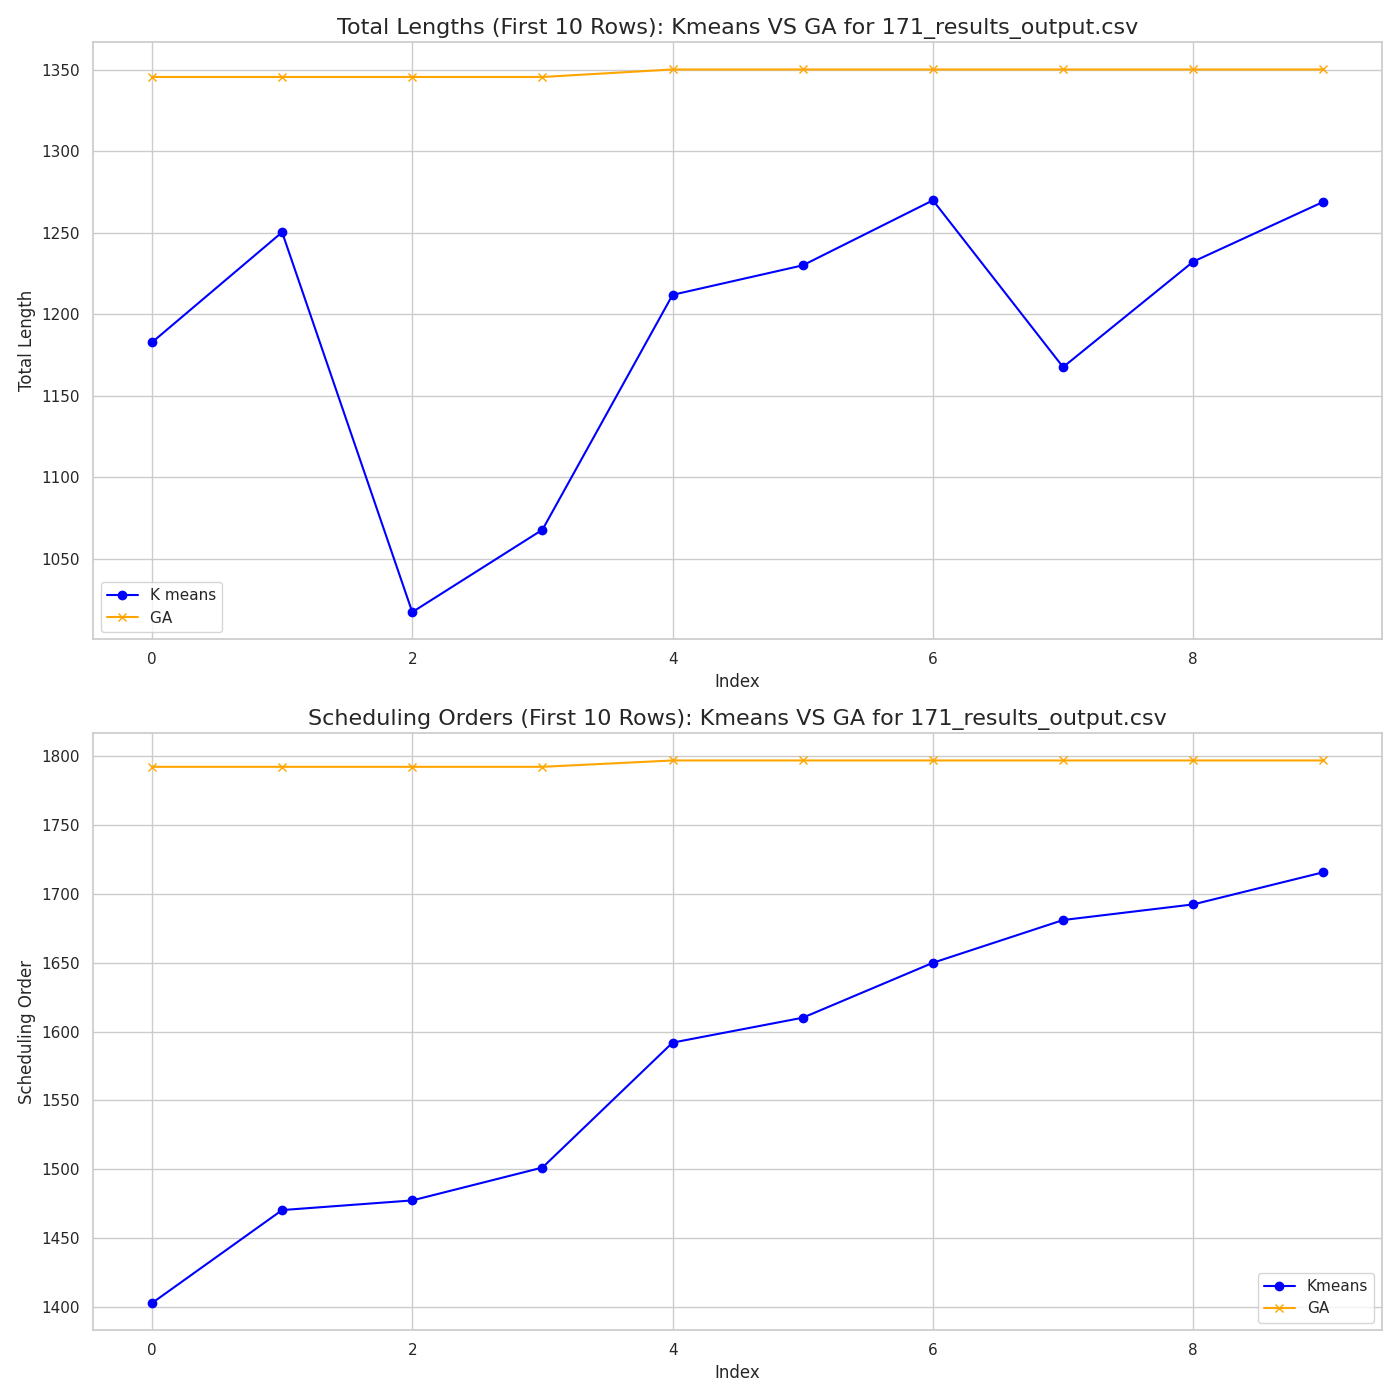 Total Lengths (First 10 Rows): Kmeans VS GA for 171_results_output.csv
Total Length
1350
1300
1250
1200
1150
1100
1050
K means
GA
0 2 4 6 8
Index
Scheduling Orders (First 10 Rows): Kmeans VS GA for 171_results_output.csv
Scheduling Order
1800
1750
1700
1650
1600
1550
1500
1450
1400
Kmeans
GA
0 2 4 6 8
Index